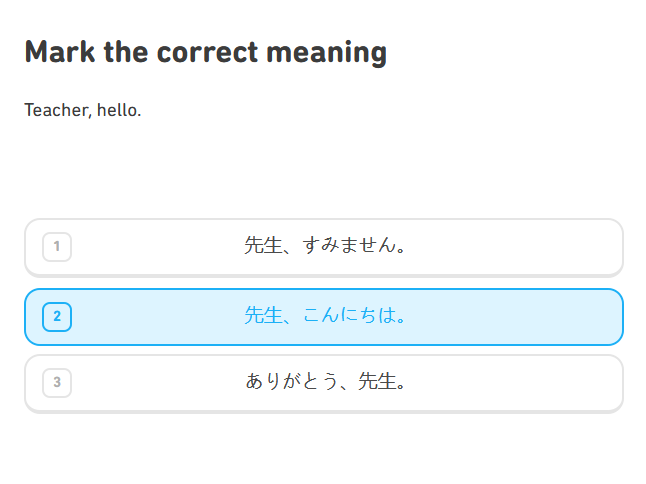 Mark the correct meaning
Teacher, hello.
1 先生、すみません。
2 先生、こんにちは。
3 ありがとう、先生。